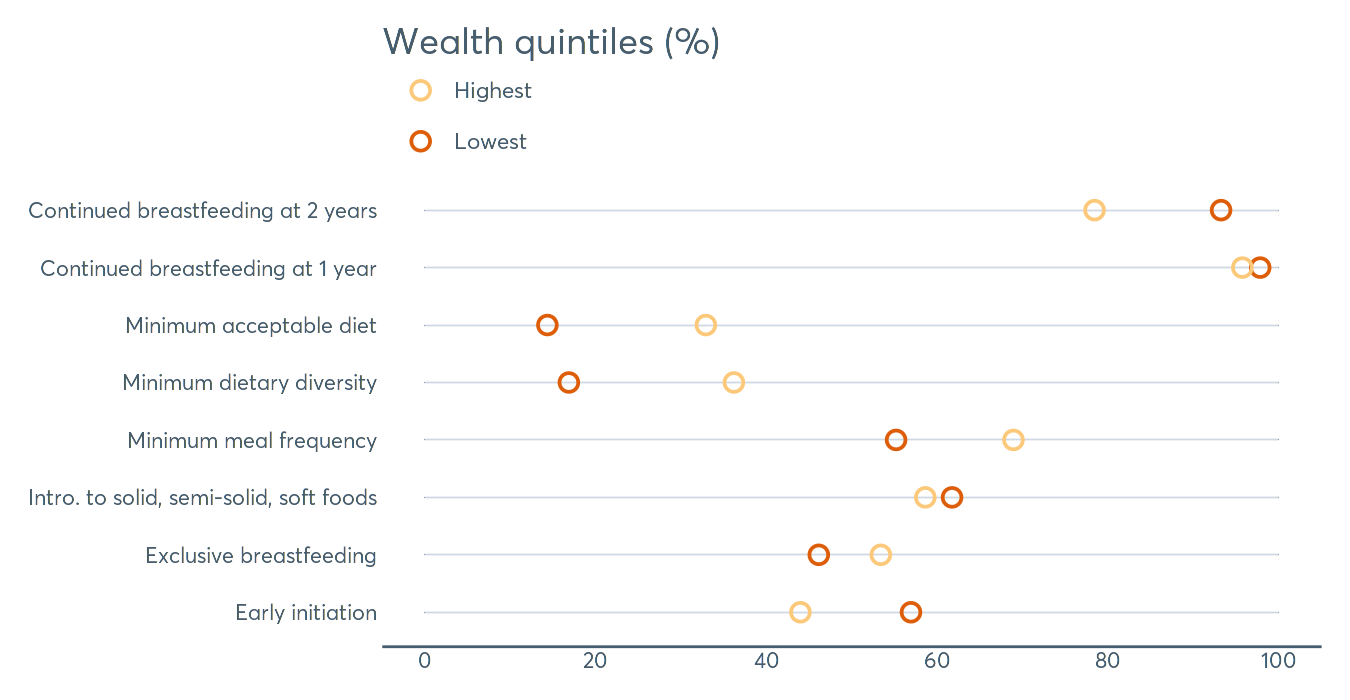 Wealth quintiles (%)
Highest
Lowest
Continued breastfeeding at 2 years
Continued breastfeeding at 1 year
Minimum acceptable diet
Minimum dietary diversity
Minimum meal frequency
Intro. to solid, semi-solid, soft foods
Exclusive breastfeeding
Early initiation
0 20 40 60 80 100